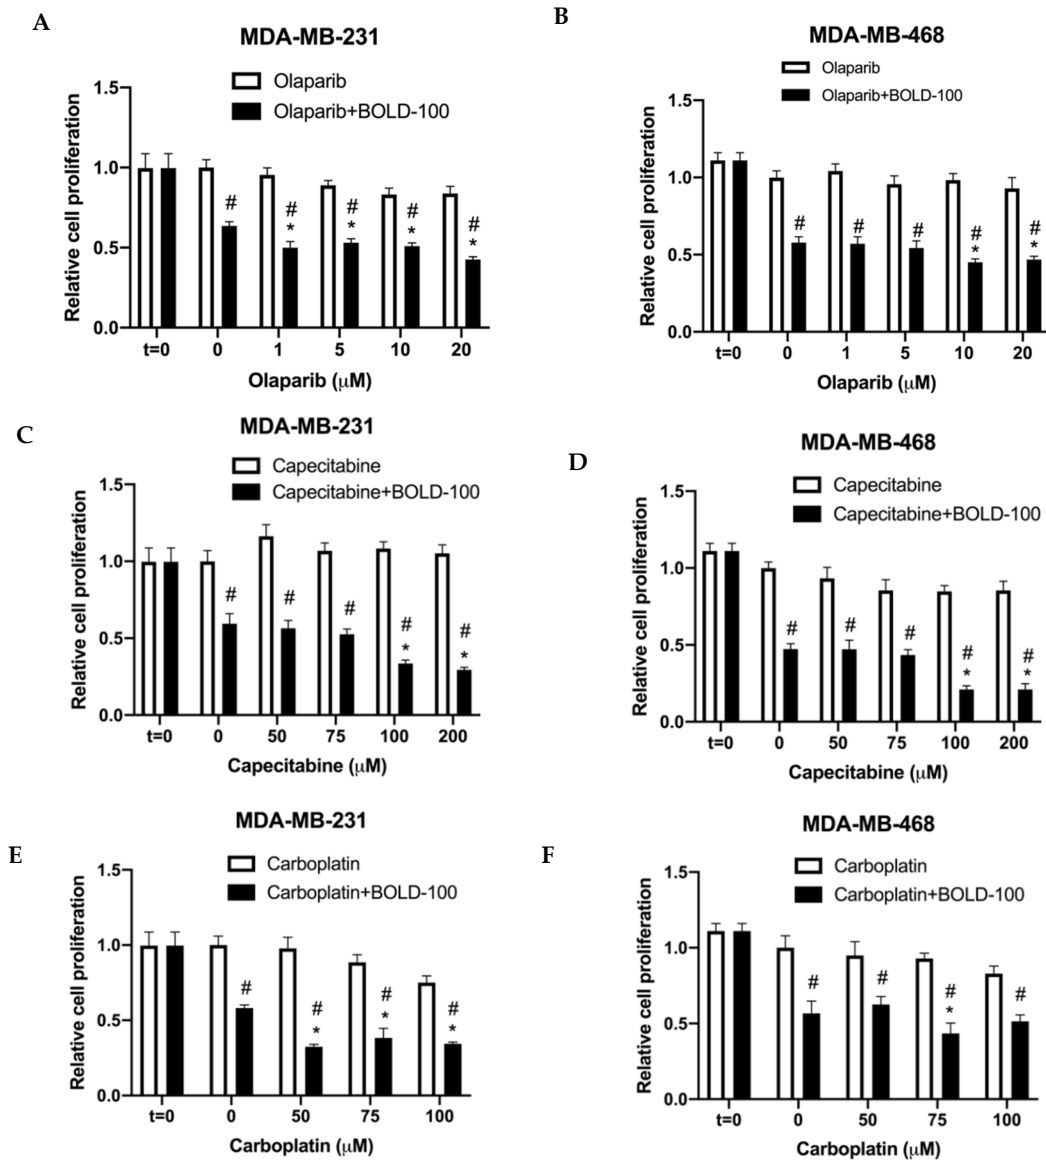 A
MDA-MB-231
Olaparib
Olaparib+BOLD-100
Relative cell proliferation
1.5
1.0
0.5
0.0
#
# *
# *
# *
# *
t=0 0 1 5 10 20
Olaparib (μM)
B
MDA-MB-468
Olaparib
Olaparib+BOLD-100
Relative cell proliferation
1.5
1.0
0.5
0.0
#
#
#
# *
# *
t=0 0 1 5 10 20
Olaparib (μM)
C
MDA-MB-231
Capecitabine
Capecitabine+BOLD-100
Relative cell proliferation
1.5
1.0
0.5
0.0
#
#
#
# *
# *
t=0 0 50 75 100 200
Capecitabine (μM)
D
MDA-MB-468
Capecitabine
Capecitabine+BOLD-100
Relative cell proliferation
1.5
1.0
0.5
0.0
#
#
#
# *
# *
t=0 0 50 75 100 200
Capecitabine (μM)
E
MDA-MB-231
Carboplatin
Carboplatin+BOLD-100
Relative cell proliferation
1.5
1.0
0.5
0.0
#
# *
# *
# *
t=0 0 50 75 100
Carboplatin (μM)
F
MDA-MB-468
Carboplatin
Carboplatin+BOLD-100
Relative cell proliferation
1.5
1.0
0.5
0.0
#
#
# *
#
t=0 0 50 75 100
Carboplatin (μM)